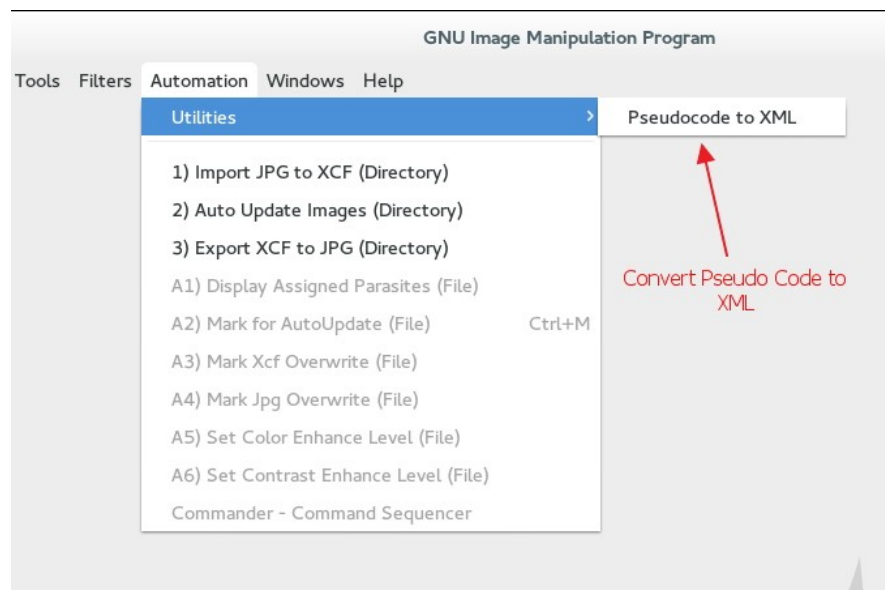 GNU Image Manipulation Program
Tools Filters Automation Windows Help
Utilities > Pseudocode to XML
1) Import JPG to XCF (Directory)
2) Auto Update Images (Directory)
3) Export XCF to JPG (Directory)
A1) Display Assigned Parasites (File)
A2) Mark for AutoUpdate (File) Ctrl+M
A3) Mark Xcf Overwrite (File)
A4) Mark Jpg Overwrite (File)
A5) Set Color Enhance Level (File)
A6) Set Contrast Enhance Level (File)
Commander - Command Sequencer
Convert Pseudo Code to
XML